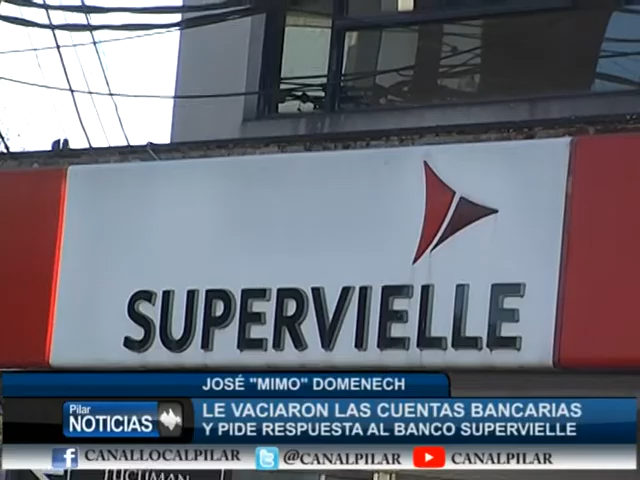 SUPERVIELLE
JOSÉ "MIMO" DOMENECH
Pilar
NOTICIAS
LE VACIARON LAS CUENTAS BANCARIAS
Y PIDE RESPUESTA AL BANCO SUPERVIELLE
CANALLOCALPILAR
@CANALPILAR
CANALPILAR